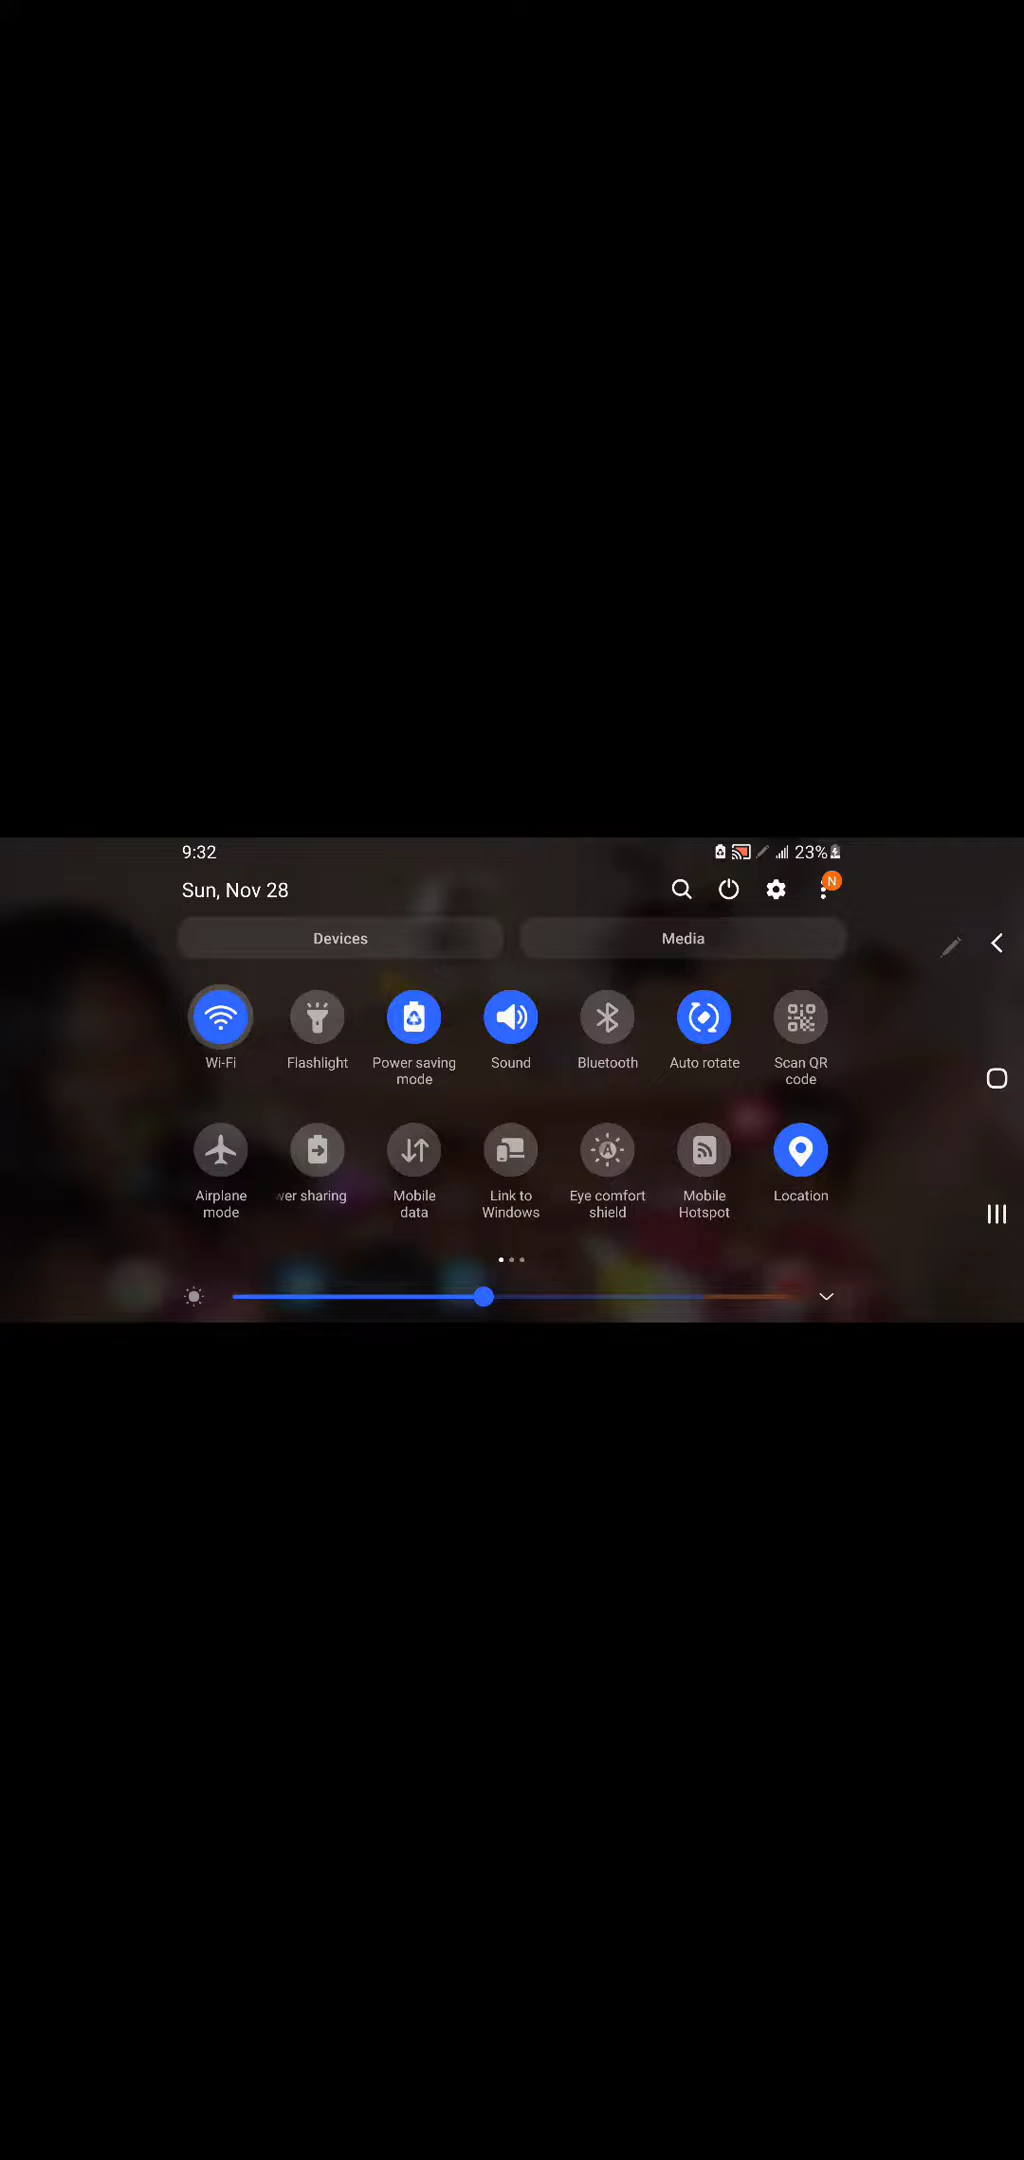 9:32
23%
Sun, Nov 28
N
Devices
Media
Wi-Fi
Flashlight
Power saving
mode
Sound
Bluetooth
Auto rotate
Scan QR
code
Airplane
mode
wer sharing
Mobile
data
Link to
Windows
A
Eye comfort
shield
Mobile
Hotspot
Location